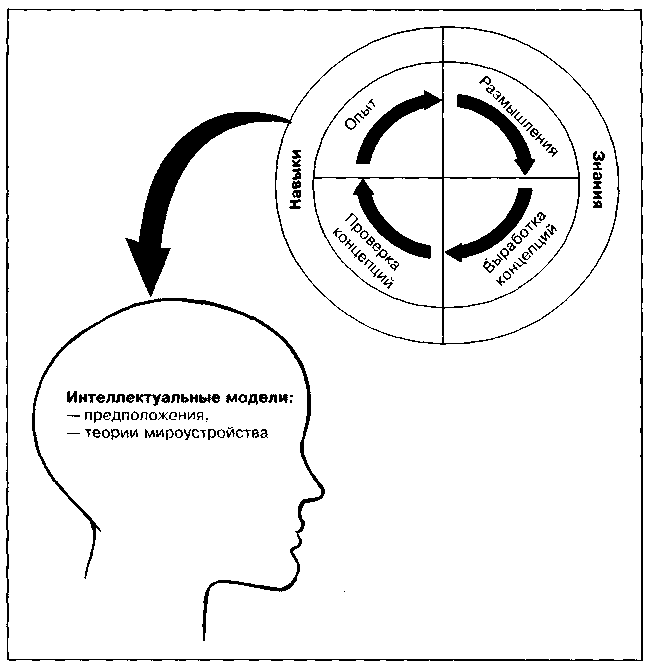 Опыт
Размышления
Навыки
Знания
Проверка
концепций
Выработка
концепций
Интеллектуальные модели:
— предположения,
— теории мироустройства